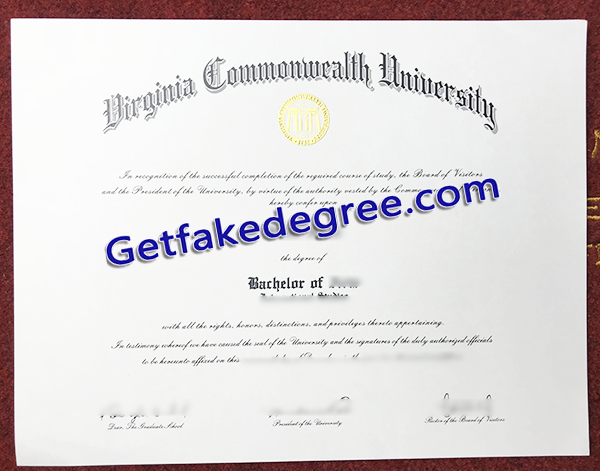 Virginia Commonwealth University
In recognition of the successful completion of the required course of study, the Board of Visitors
and the President of the University, by virtue of the authority vested by the
hereby confer upon
Getfakedegree.com
the degree of
Bachelor of
International Studies
with all the rights, honors, distinctions, and privileges thereto appertaining.
In testimony whereof we have caused the seal of the University and the signatures of the duly authorized officials
to be hereunto affixed on this
Dean, The Graduate School
President of the University
Rector of the Board of Visitors